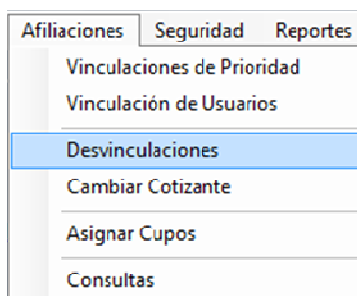 Afiliaciones Seguridad Reportes
Vinculaciones de Prioridad
Vinculación de Usuarios
Desvinculaciones
Cambiar Cotizante
Asignar Cupos
Consultas